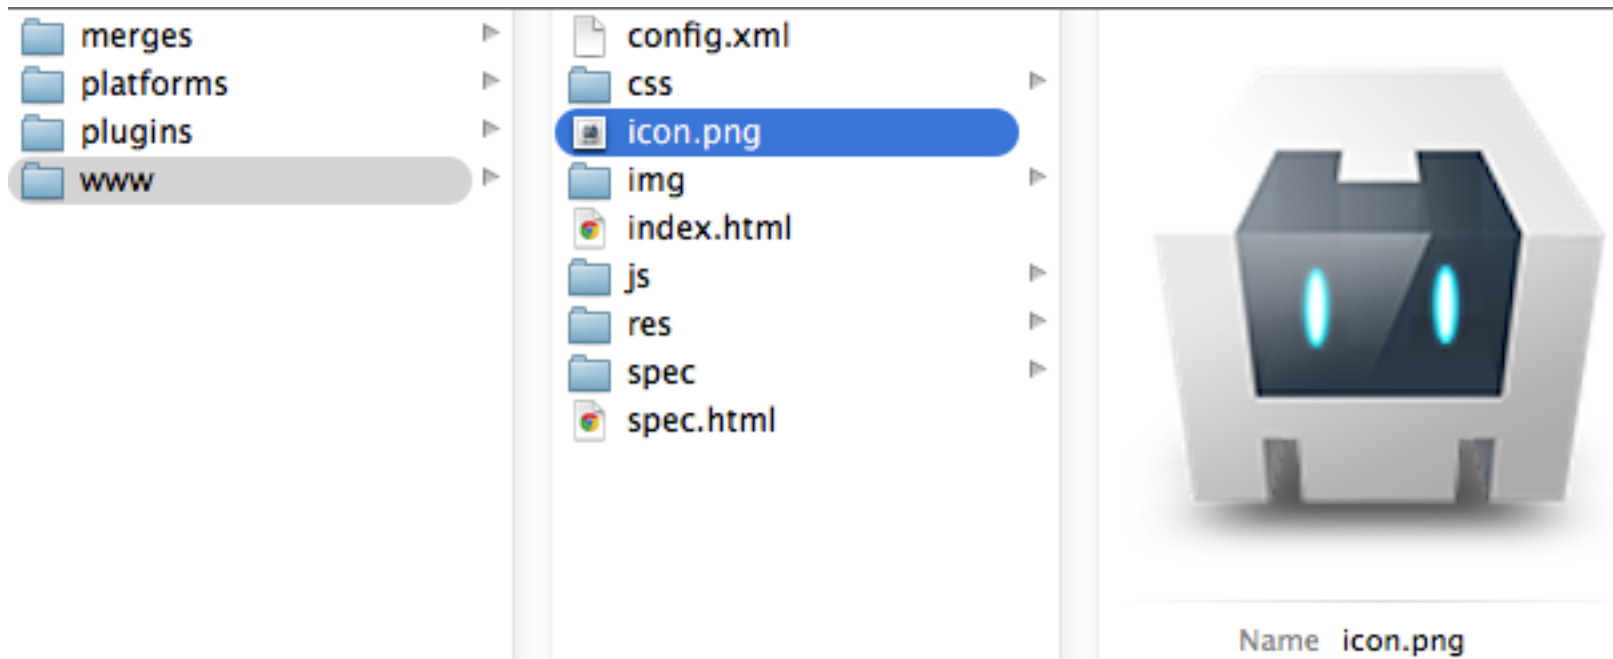 merges
platforms
plugins
www
config.xml
css
icon.png
img
index.html
js
res
spec
spec.html
Name icon.png